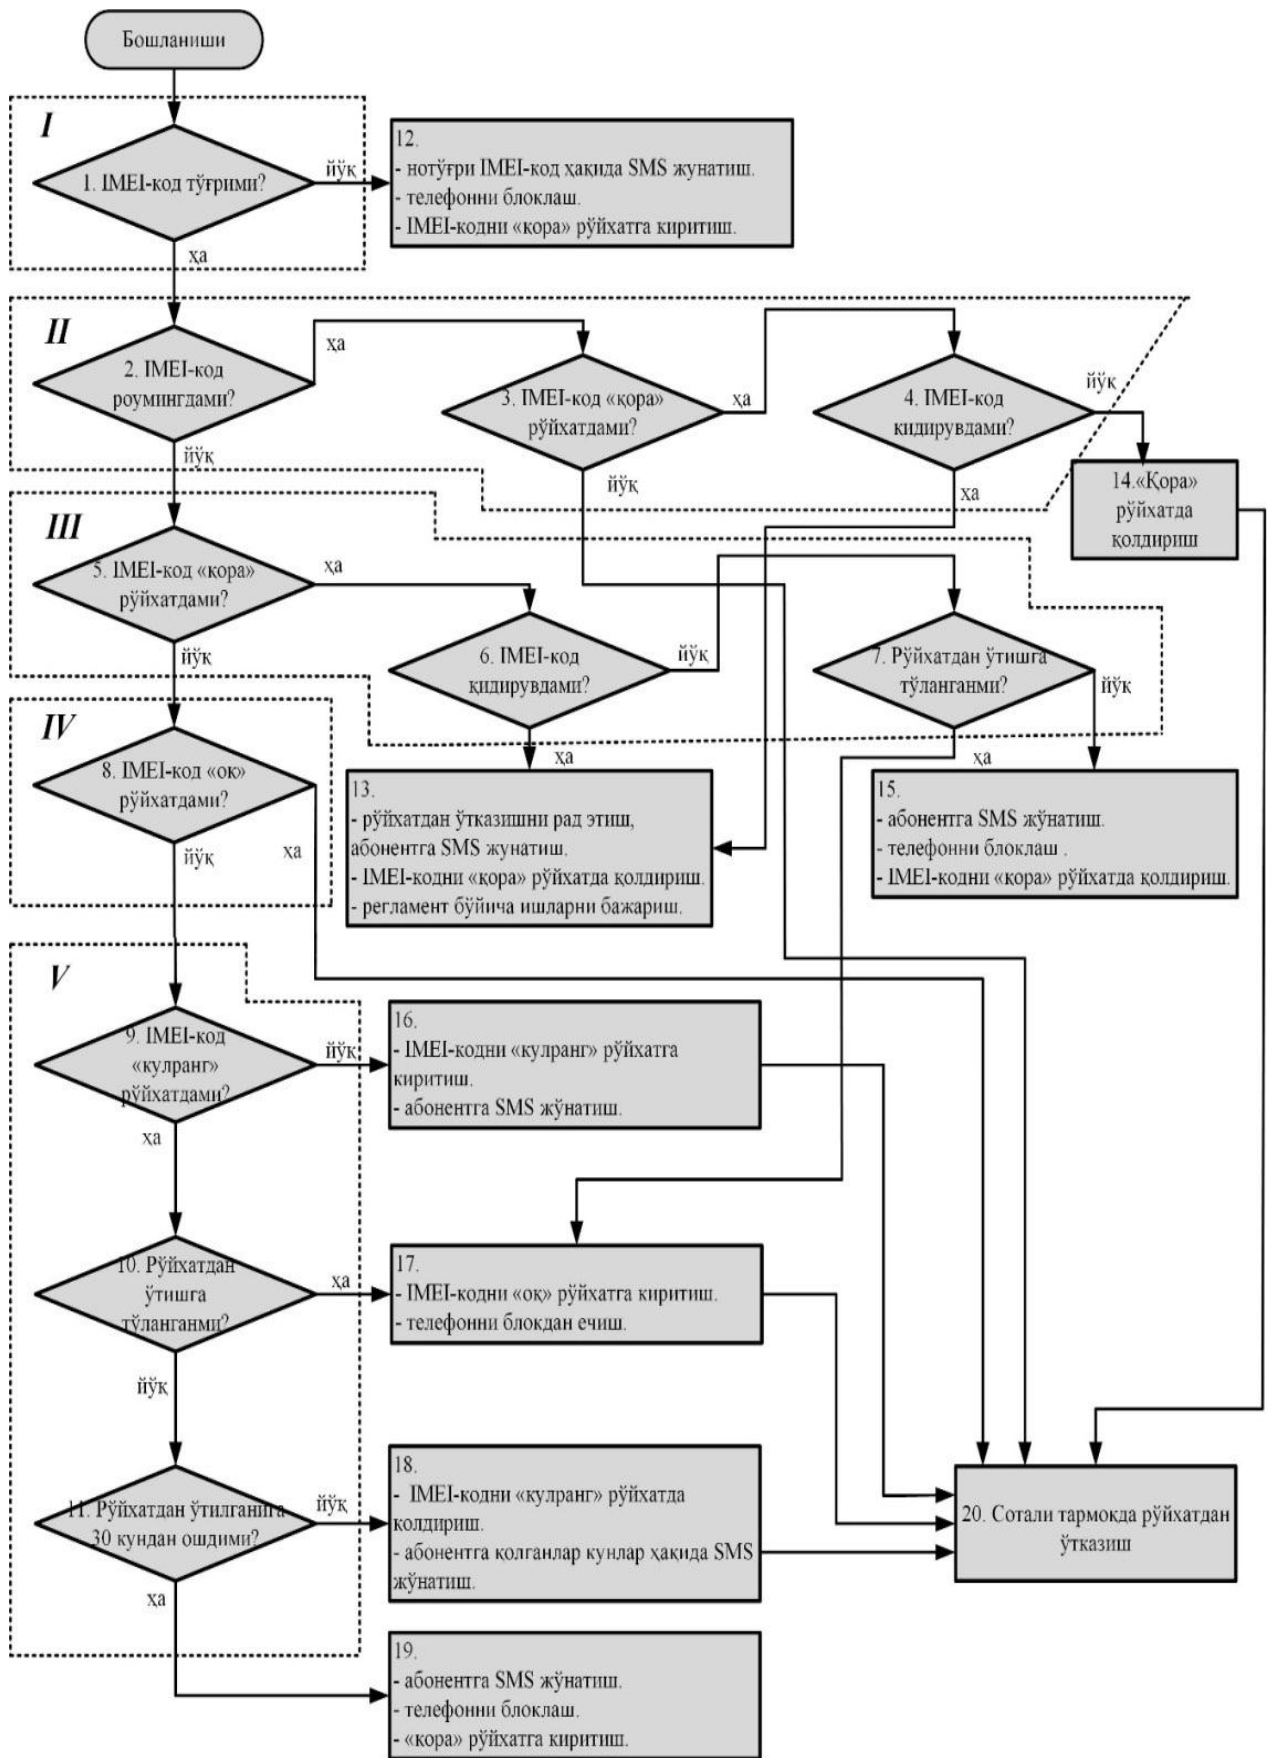 Бошланиши
I
1. IMEI-код тўғрими?
йўқ
12.
- нотўғри IMEI-код ҳақида SMS жунатиш.
- телефонни блоклаш.
- IMEI-кодни «қора» рўйхатга киритиш.
ҳа
II
2. IMEI-код
роумингдами?
ҳа
3. IMEI-код «қора»
рўйхатдами?
ҳа
4. IMEI-код
қидирувдами?
йўқ
йўқ
йўқ
ҳа
14.«Қора»
рўйхатда
қолдириш
III
5. IMEI-код «қора»
рўйхатдами?
ҳа
йўқ
6. IMEI-код
қидирувдами?
йўқ
7. Рўйхатдан ўтишга
тўланганми?
йўқ
ҳа
ҳа
IV
8. IMEI-код «оқ»
рўйхатдами?
йўқ
ҳа
13.
- рўйхатдан ўтказишни рад этиш,
абонентга SMS жунатиш.
- IMEI-кодни «қора» рўйхатда қолдириш.
- регламент бўйича ишларни бажариш.
15.
- абонентга SMS жўнатиш.
- телефонни блоклаш .
- IMEI-кодни «қора» рўйхатда қолдириш.
V
9. IMEI-код
«кулранг»
рўйхатдами?
йўқ
16.
- IMEI-кодни «кулранг» рўйхатга
киритиш.
- абонентга SMS жўнатиш.
ҳа
10. Рўйхатдан
ўтишга
тўланганми?
ҳа
17.
- IMEI-кодни «оқ» рўйхатга киритиш.
- телефонни блокдан ечиш.
йўқ
11. Рўйхатдан ўтилганига
30 кундан ошдими?
йўқ
18.
- IMEI-кодни «кулранг» рўйхатда
қолдириш.
- абонентга қолганлар кунлар ҳақида SMS
жўнатиш.
20. Сотали тармоқда рўйхатдан
ўтказиш
ҳа
19.
- абонентга SMS жўнатиш.
- телефонни блоклаш.
- «қора» рўйхатга киритиш.